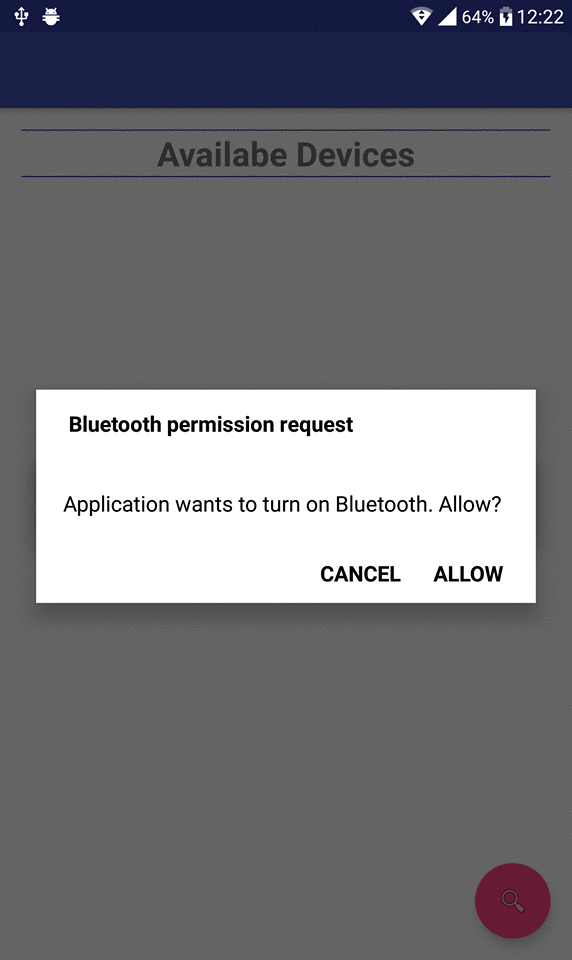 64% 12:22
Availabe Devices
Bluetooth permission request
Application wants to turn on Bluetooth. Allow?
CANCEL ALLOW